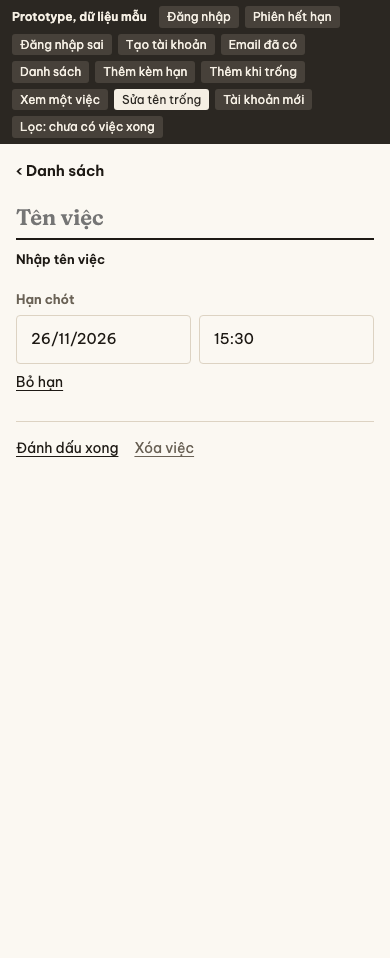 Prototype, dữ liệu mẫu Đăng nhập Phiên hết hạn
Đăng nhập sai Tạo tài khoản Email đã có
Danh sách Thêm kèm hạn Thêm khi trống
Xem một việc Sửa tên trống Tài khoản mới
Lọc: chưa có việc xong
‹ Danh sách
Tên việc
Nhập tên việc
Hạn chót
26/11/2026 15:30
Bỏ hạn
Đánh dấu xong Xóa việc